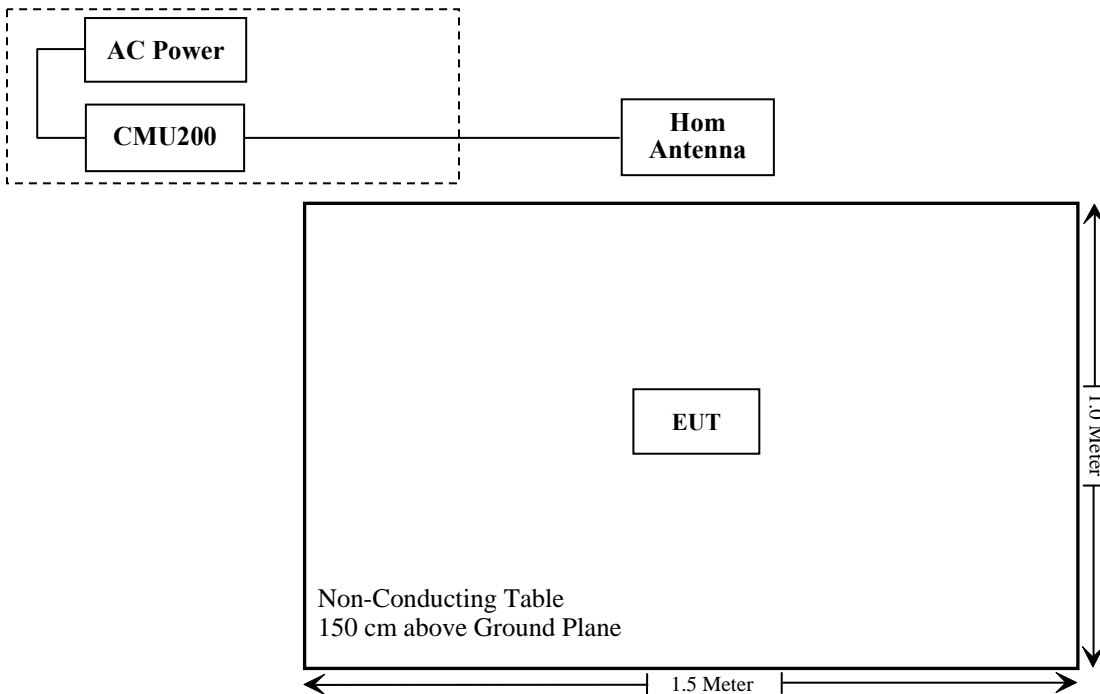 AC Power
CMU200
Hom
Antenna
EUT
1.0 Meter
Non-Conducting Table
150 cm above Ground Plane
1.5 Meter